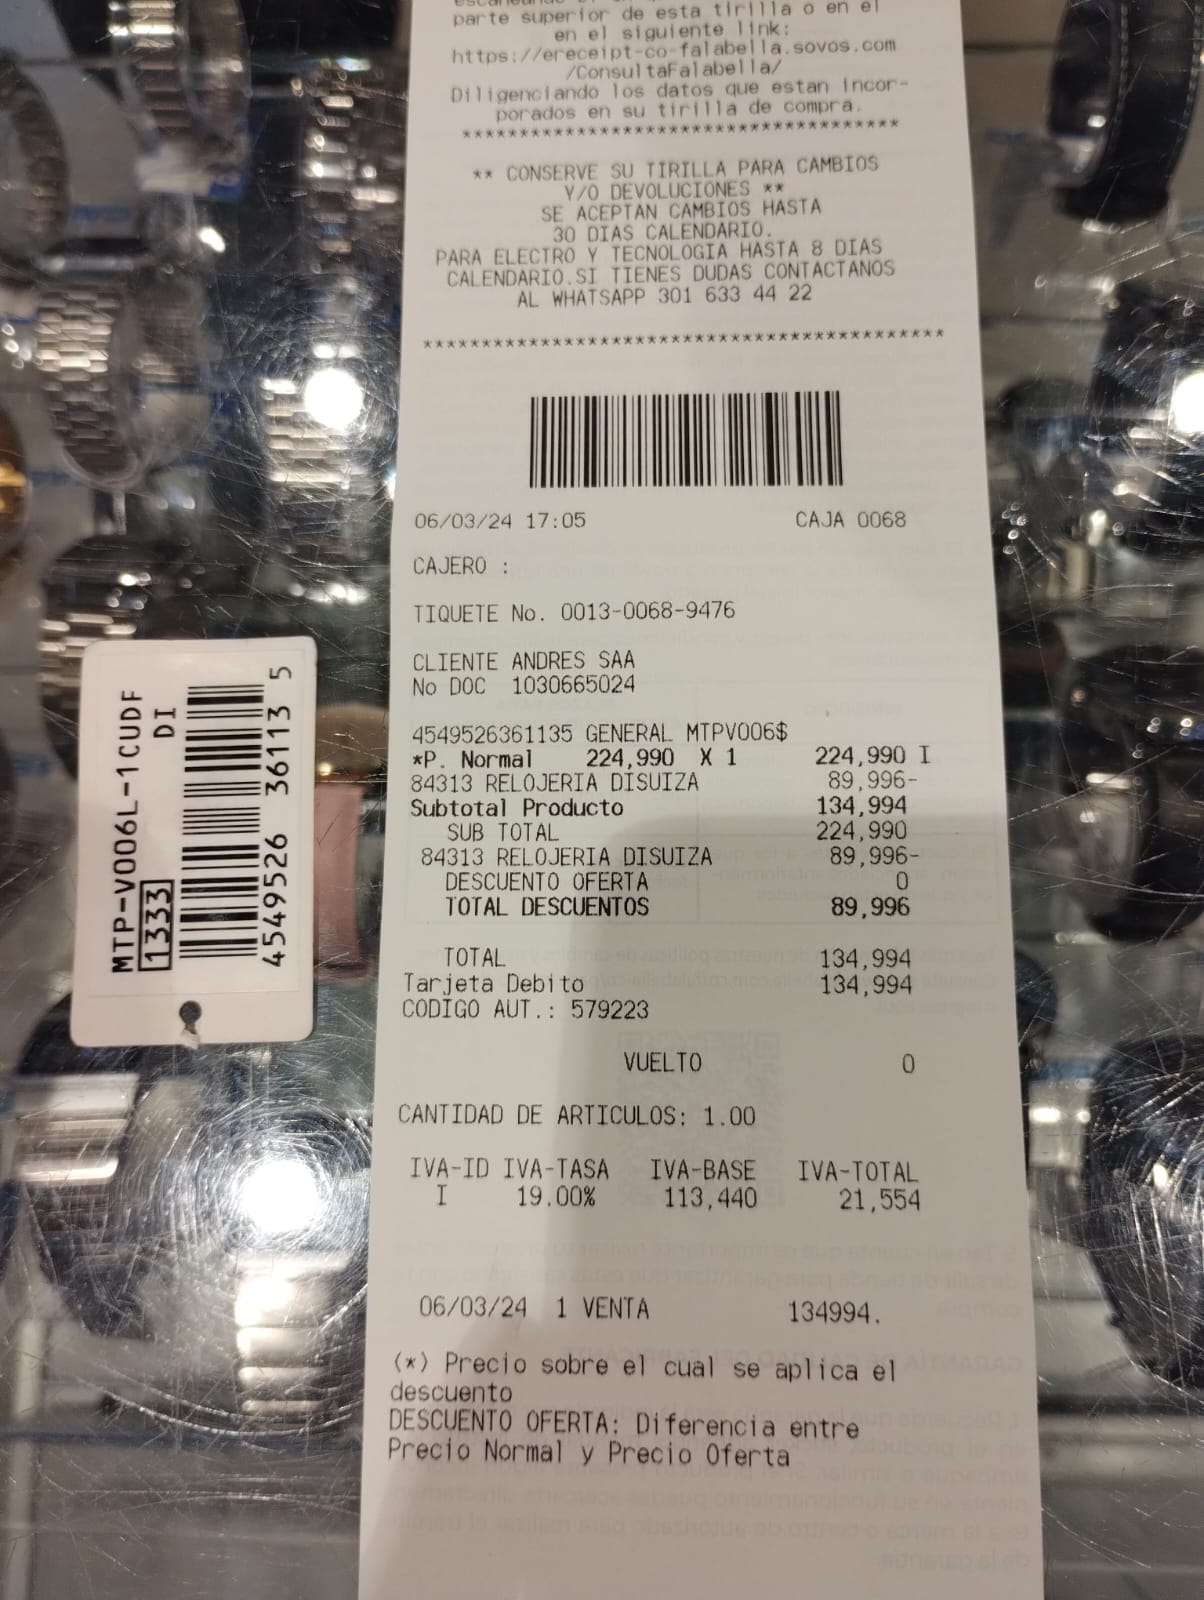 parte superior de esta tirilla o en el
en el siguiente link:
https://ereceipt-co-falabella.sovos.com
/ConsultaFalabella/
Diligenciando los datos que estan incor-
porados en su tirilla de compra.
***************************************
** CONSERVE SU TIRILLA PARA CAMBIOS
Y/O DEVOLUCIONES **
SE ACEPTAN CAMBIOS HASTA
30 DIAS CALENDARIO.
PARA ELECTRO Y TECNOLOGIA HASTA 8 DIAS
CALENDARIO.SI TIENES DUDAS CONTACTANOS
AL WHATSAPP 301 633 44 22
********************************************
06/03/24 17:05 CAJA 0068
CAJERO :
TIQUETE No. 0013-0068-9476
CLIENTE ANDRES SAA
No DOC 1030665024
4549526361135 GENERAL MTPV006$
*P. Normal 224,990 X 1 224,990 I
84313 RELOJERIA DISUIZA 89,996-
Subtotal Producto 134,994
SUB TOTAL 224,990
84313 RELOJERIA DISUIZA 89,996-
DESCUENTO OFERTA 0
TOTAL DESCUENTOS 89,996
TOTAL 134,994
Tarjeta Debito 134,994
CODIGO AUT.: 579223
VUELTO 0
CANTIDAD DE ARTICULOS: 1.00
IVA-ID IVA-TASA IVA-BASE IVA-TOTAL
I 19.00% 113,440 21,554
06/03/24 1 VENTA 134994.
(*) Precio sobre el cual se aplica el
descuento
DESCUENTO OFERTA: Diferencia entre
Precio Normal y Precio Oferta
MTP-V006L-1CUDF
DI
1333
4549526 36113 5